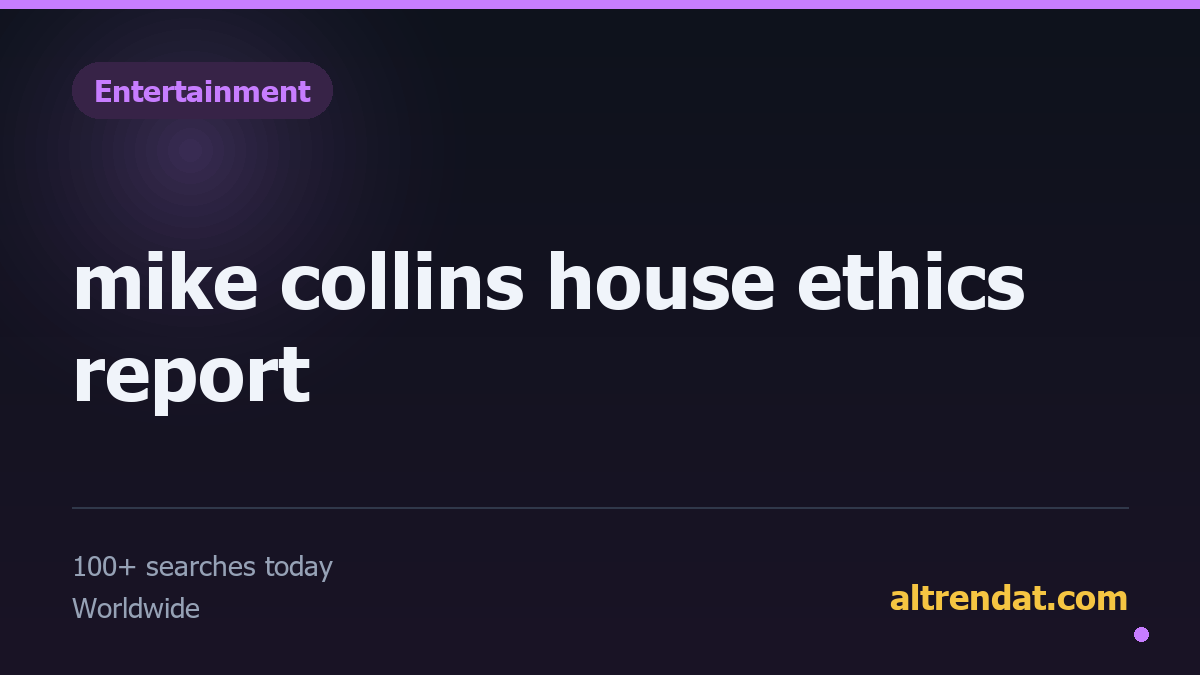 Entertainment
mike collins house ethics
report
100+ searches today
Worldwide
altrendat.com